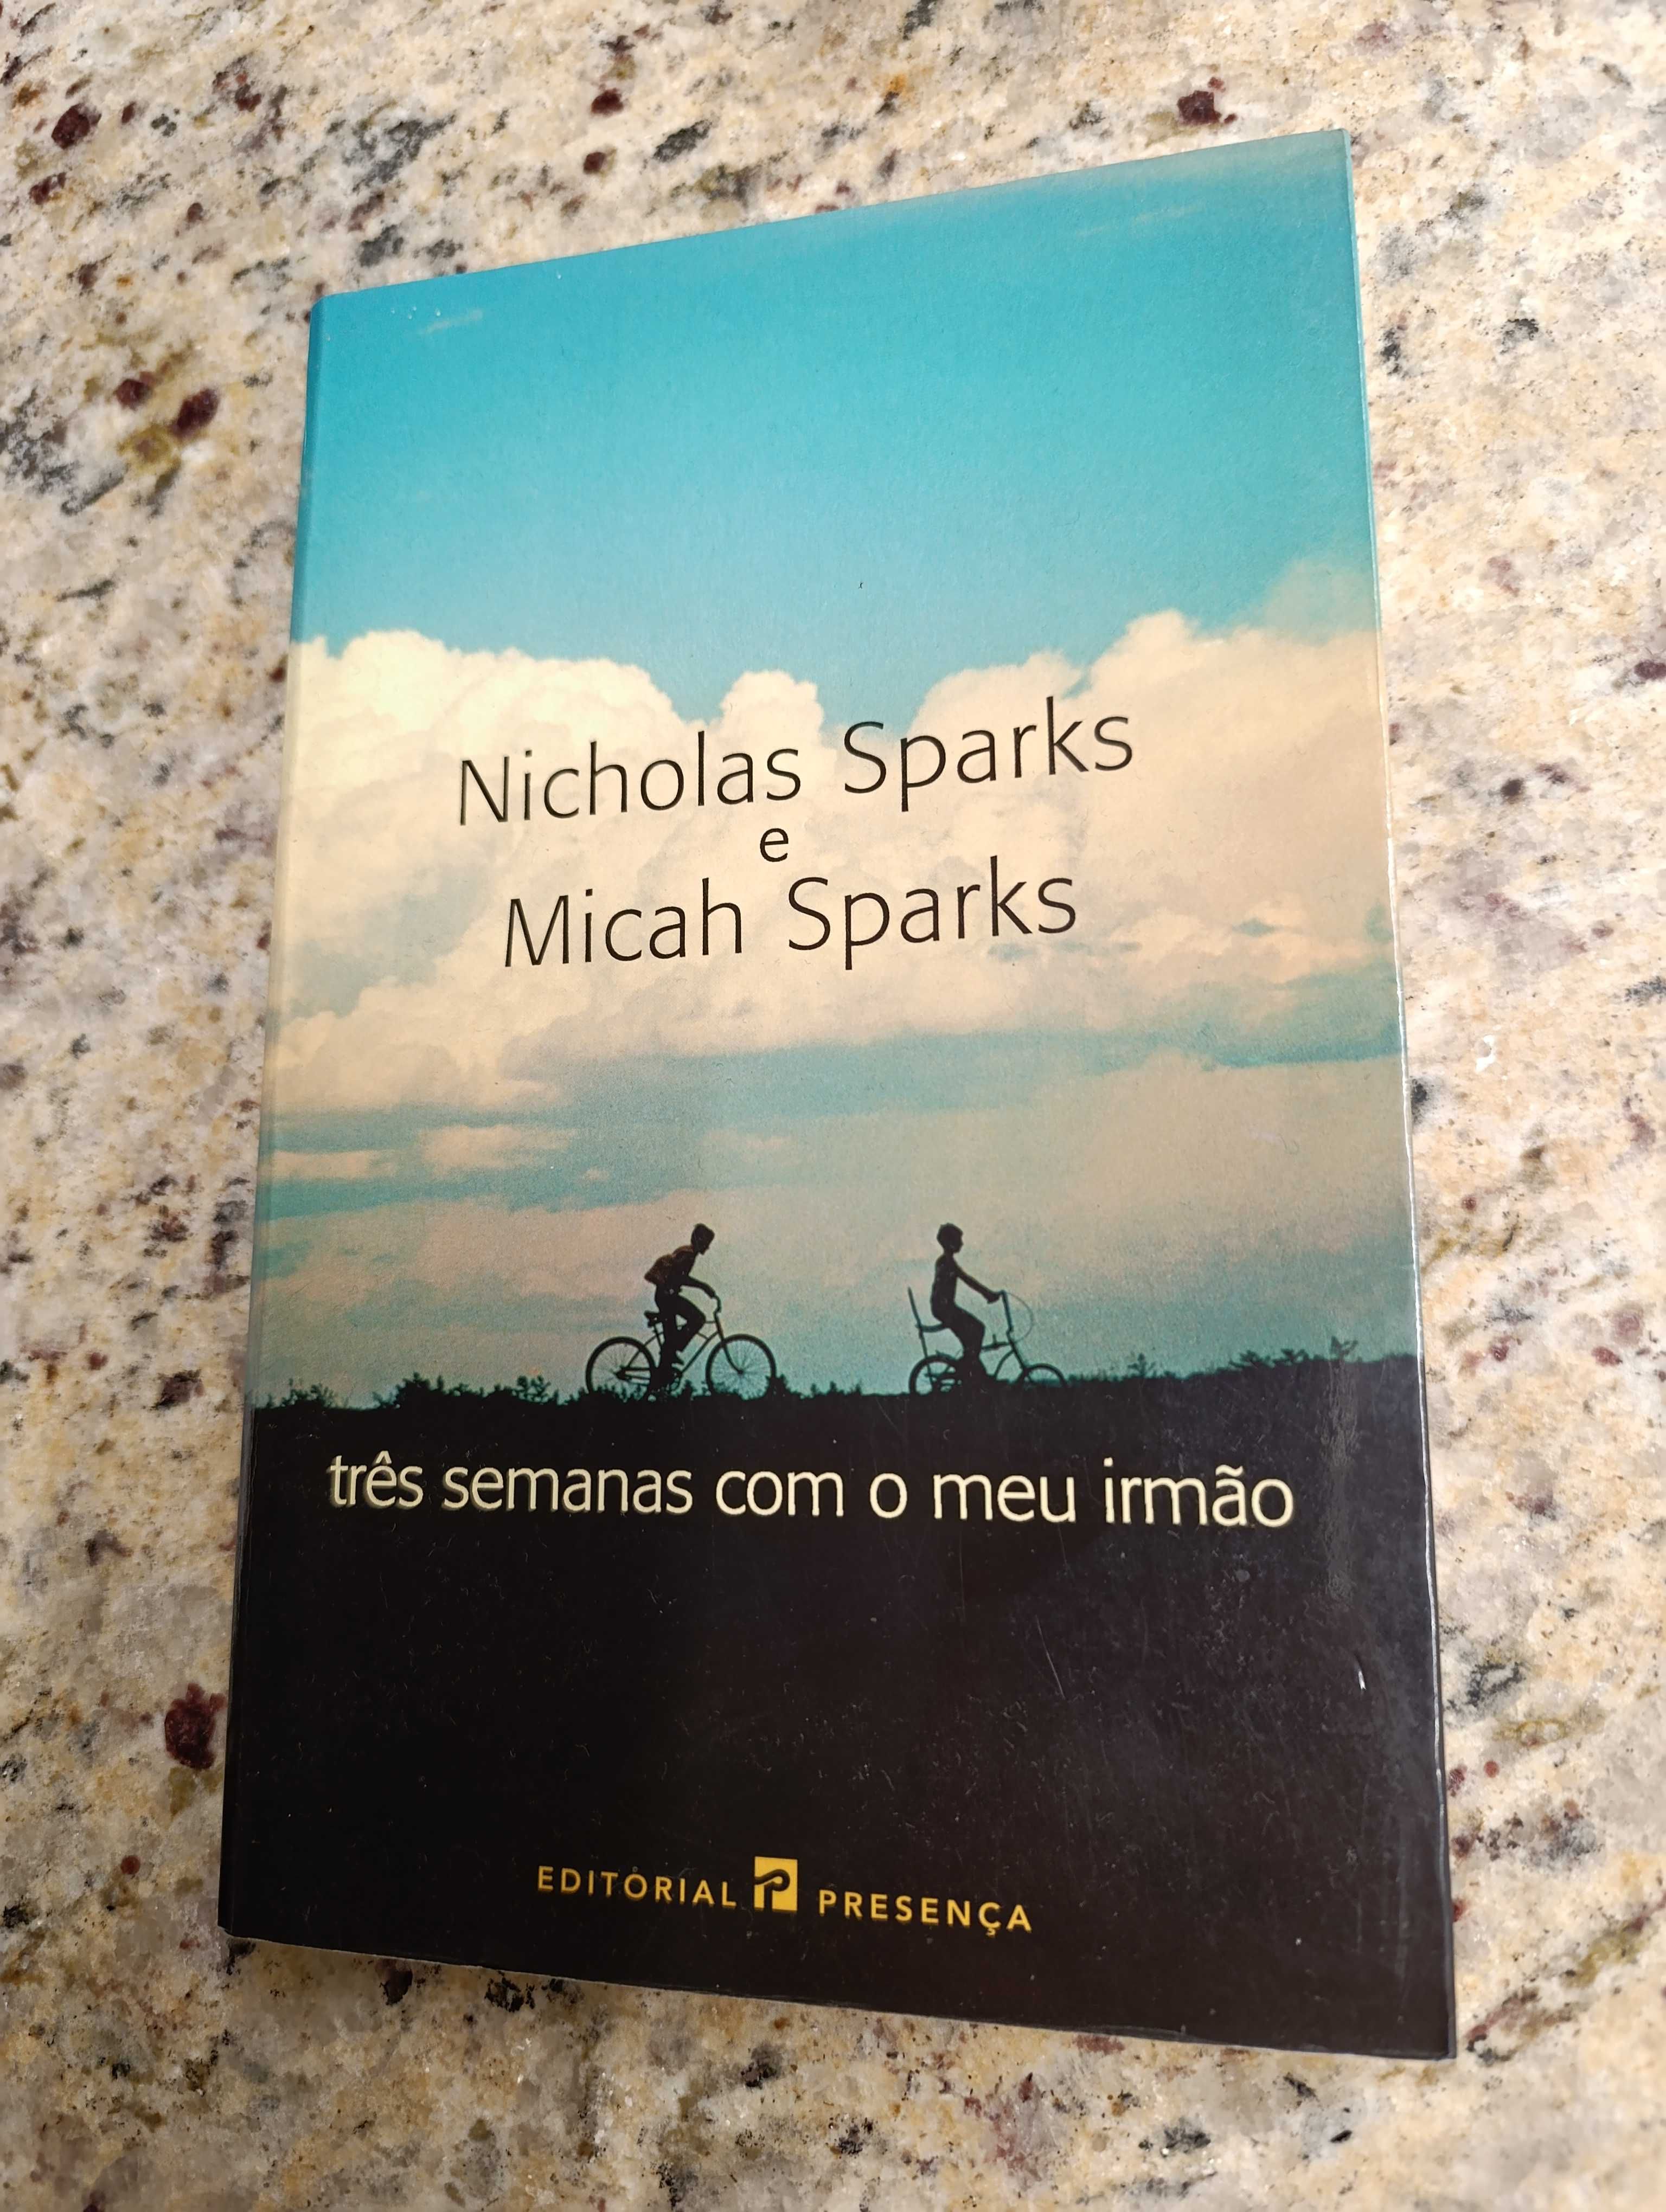 Nicholas Sparks
e
Micah Sparks
três semanas com o meu irmão
EDITORIAL PRESENÇA